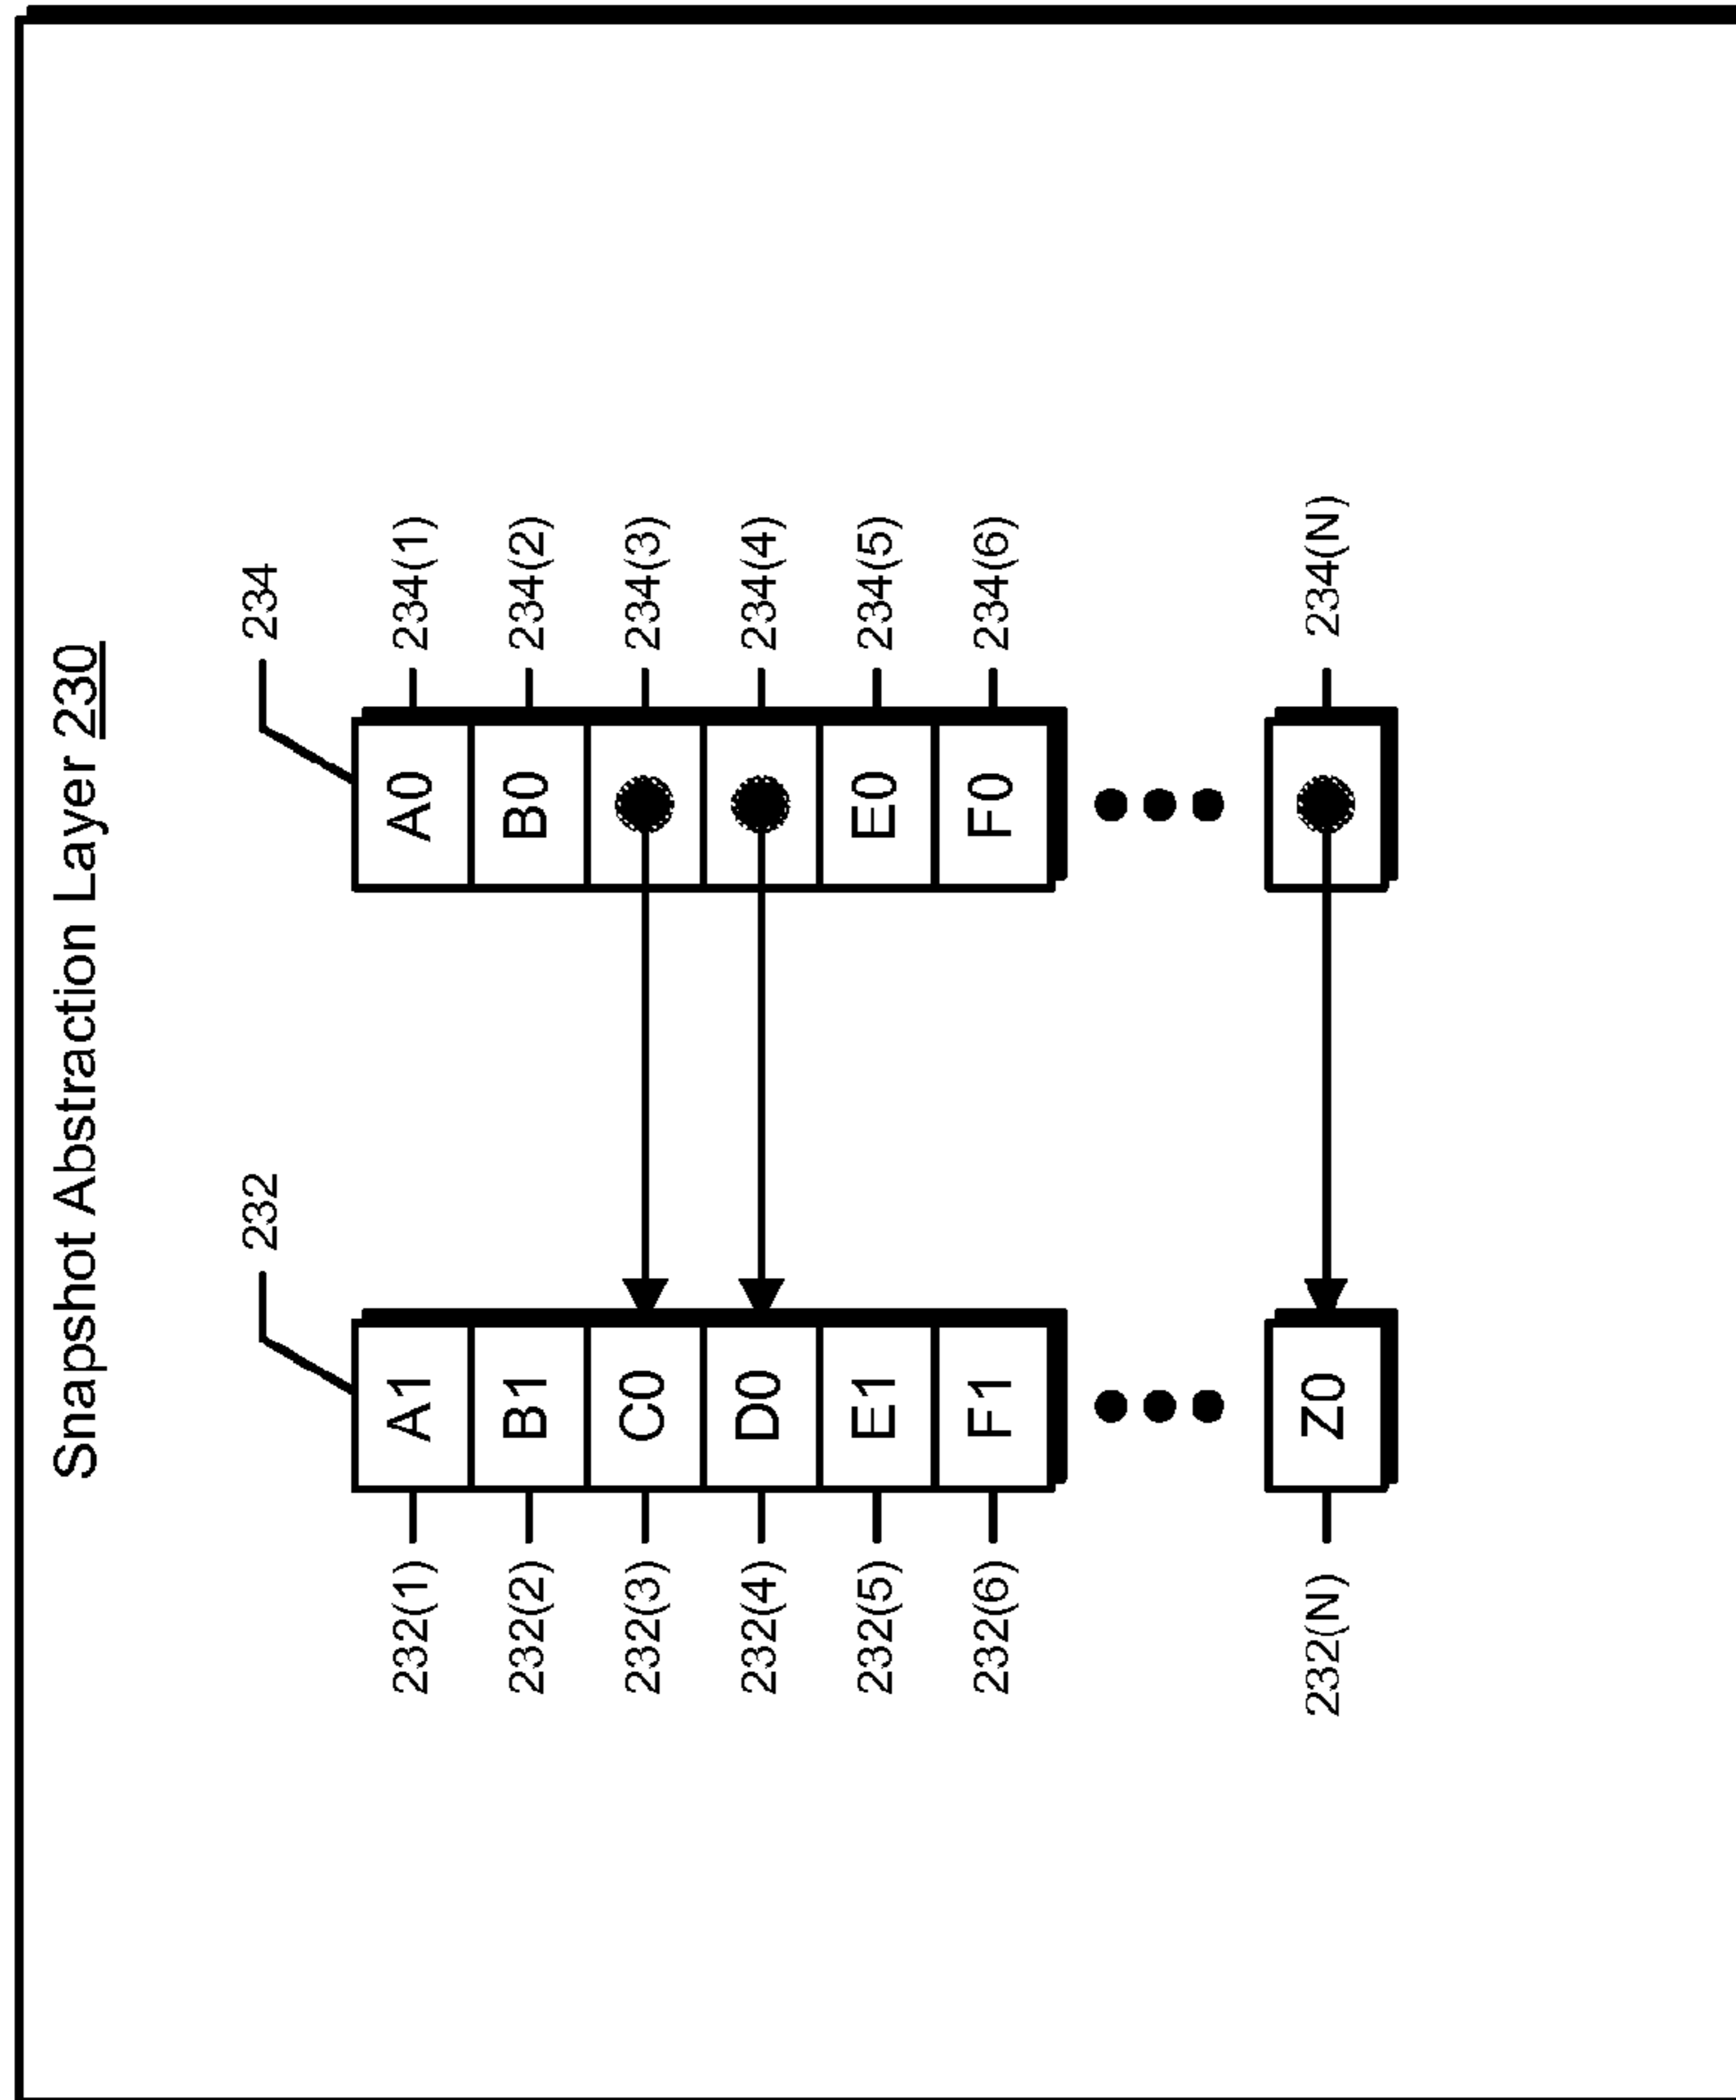 Snapshot Abstraction Layer 230
232
234
232(1) A1 A0 234(1)
232(2) B1 B0 234(2)
232(3) C0 234(3)
232(4) D0 234(4)
232(5) E1 E0 234(5)
232(6) F1 F0 234(6)
232(N) Z0 234(N)